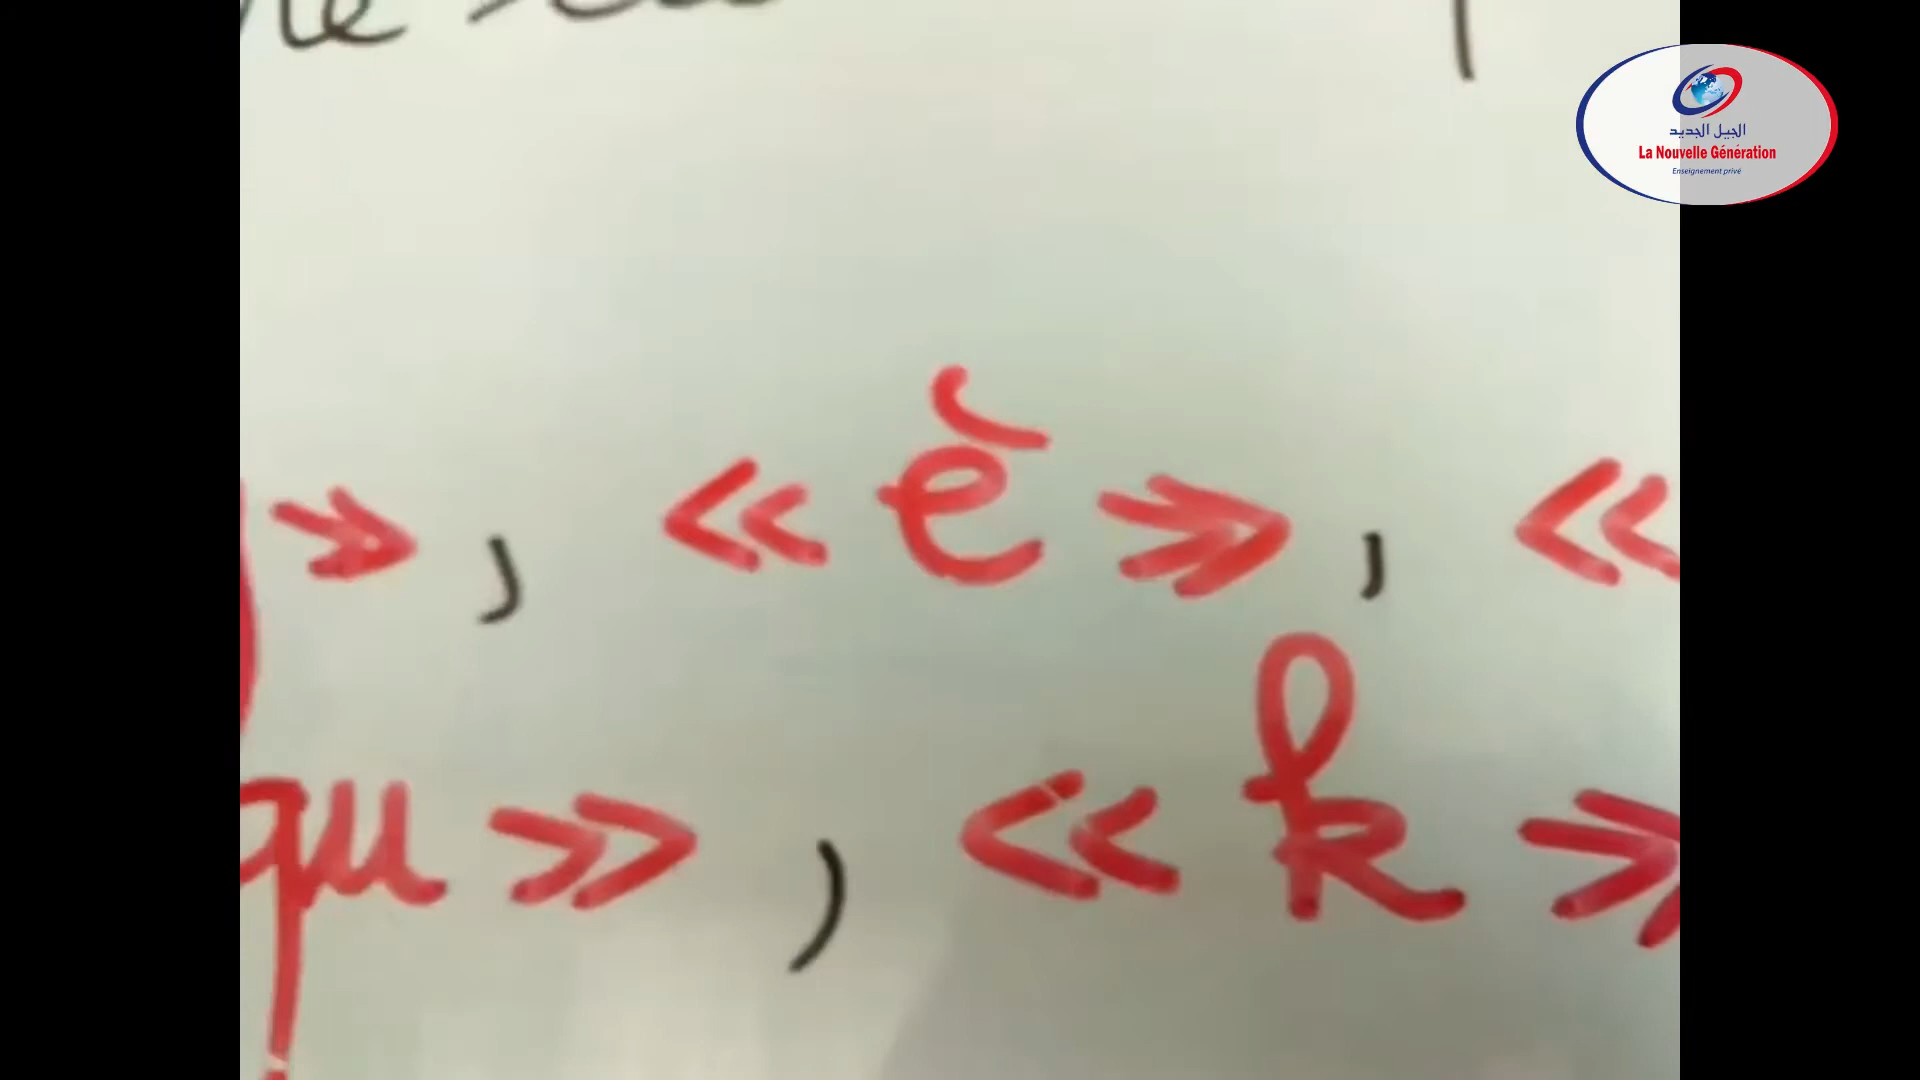 الجيل الجديد
La Nouvelle Génération
Enseignement privé
» , « è » , «
qu » , « k »